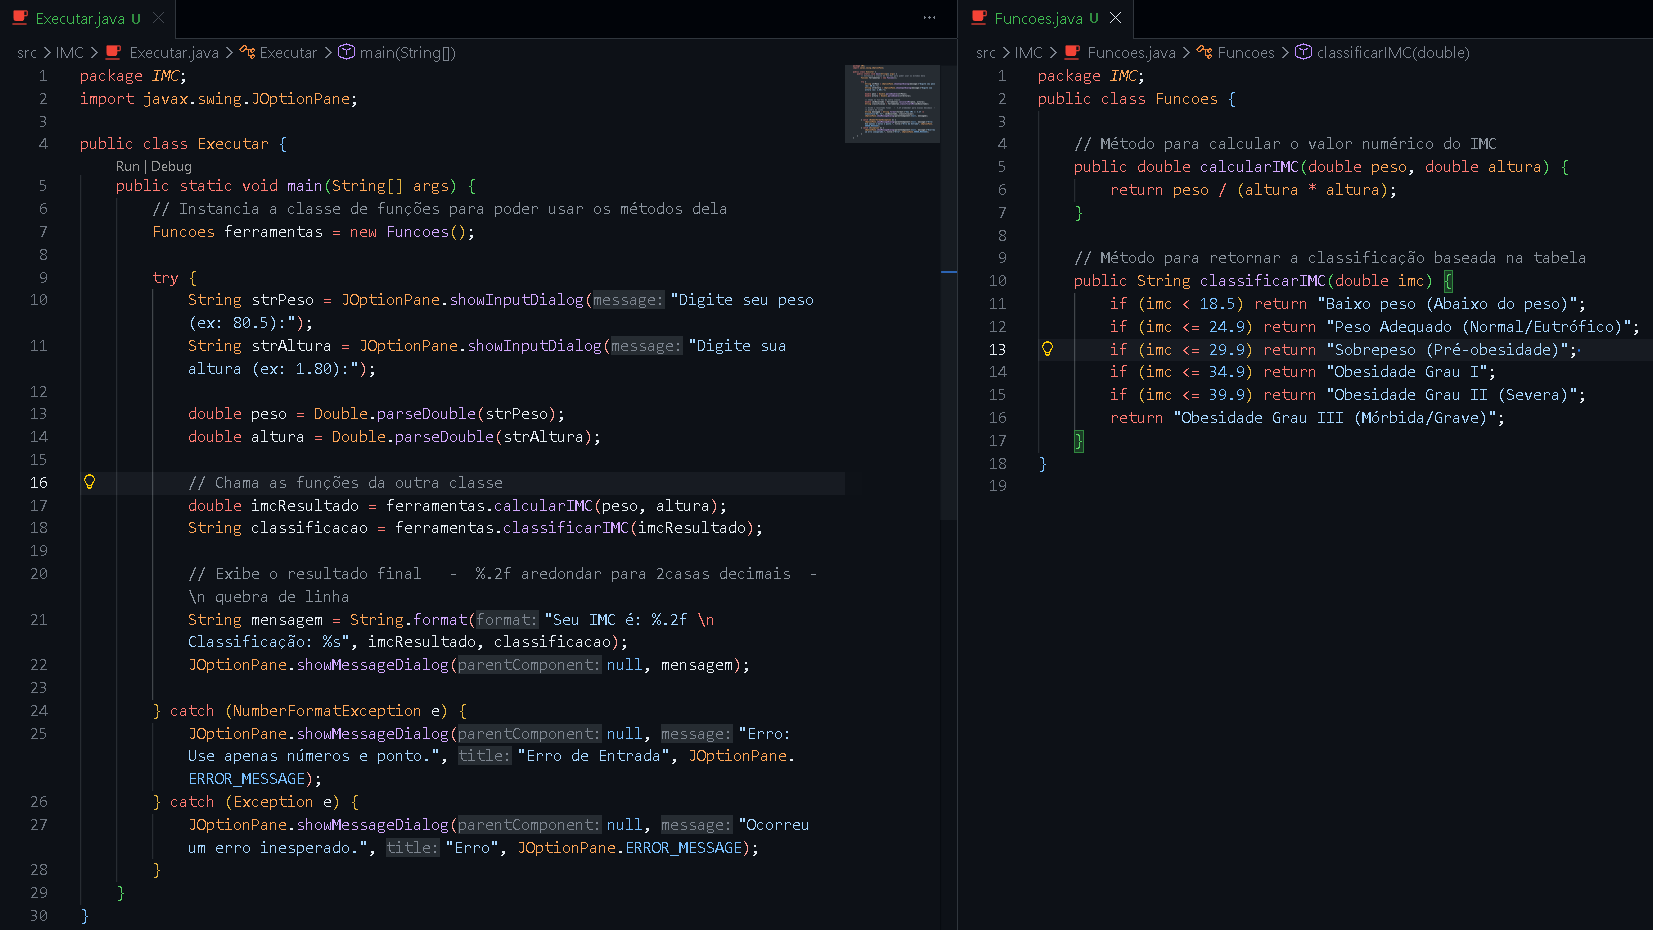 Executar.java U
src > IMC > Executar.java > Executar > main(String[])
1 package IMC;
2 import javax.swing.JOptionPane;
3
4 public class Executar {
Run | Debug
5 public static void main(String[] args) {
6 // Instancia a classe de funções para poder usar os métodos dela
7 Funcoes ferramentas = new Funcoes();
8
9 try {
10 String strPeso = JOptionPane.showInputDialog(message: "Digite seu peso
(ex: 80.5):");
11 String strAltura = JOptionPane.showInputDialog(message: "Digite sua
altura (ex: 1.80):");
12
13 double peso = Double.parseDouble(strPeso);
14 double altura = Double.parseDouble(strAltura);
15
16 // Chama as funções da outra classe
17 double imcResultado = ferramentas.calcularIMC(peso, altura);
18 String classificacao = ferramentas.classificarIMC(imcResultado);
19
20 // Exibe o resultado final - %.2f aredondar para 2casas decimais -
\n quebra de linha
21 String mensagem = String.format(format: "Seu IMC é: %.2f \n
Classificação: %s", imcResultado, classificacao);
22 JOptionPane.showMessageDialog(parentComponent: null, mensagem);
23
24 } catch (NumberFormatException e) {
25 JOptionPane.showMessageDialog(parentComponent: null, message: "Erro:
Use apenas números e ponto.", title: "Erro de Entrada", JOptionPane.
ERROR_MESSAGE);
26 } catch (Exception e) {
27 JOptionPane.showMessageDialog(parentComponent: null, message: "Ocorreu
um erro inesperado.", title: "Erro", JOptionPane.ERROR_MESSAGE);
28 }
29 }
30 }
Funcoes.java U
src > IMC > Funcoes.java > Funcoes > classificarIMC(double)
1 package IMC;
2 public class Funcoes {
3
4 // Método para calcular o valor numérico do IMC
5 public double calcularIMC(double peso, double altura) {
6 return peso / (altura * altura);
7 }
8
9 // Método para retornar a classificação baseada na tabela
10 public String classificarIMC(double imc) {
11 if (imc < 18.5) return "Baixo peso (Abaixo do peso)";
12 if (imc <= 24.9) return "Peso Adequado (Normal/Eutrófico)";
13 if (imc <= 29.9) return "Sobrepeso (Pré-obesidade)";
14 if (imc <= 34.9) return "Obesidade Grau I";
15 if (imc <= 39.9) return "Obesidade Grau II (Severa)";
16 return "Obesidade Grau III (Mórbida/Grave)";
17 }
18 }
19